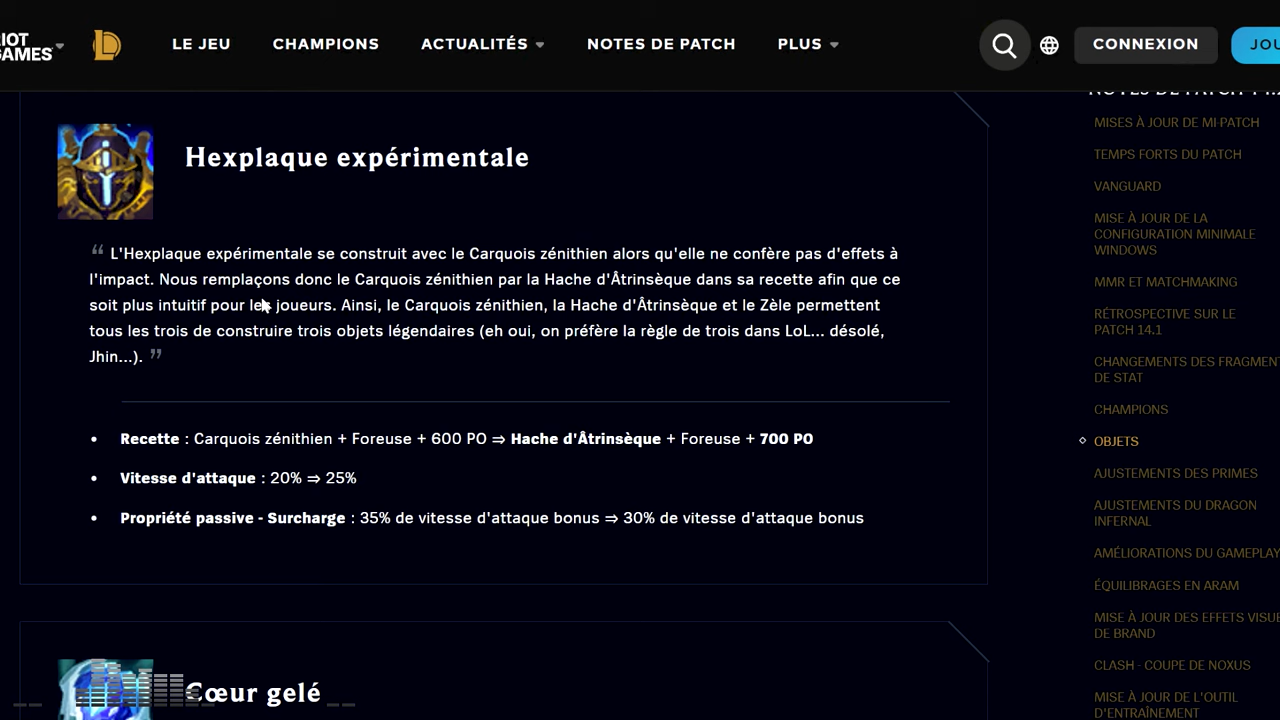 RIOT
GAMES
LE JEU
CHAMPIONS
ACTUALITÉS
NOTES DE PATCH
PLUS
CONNEXION
JOU
Hexplaque expérimentale
“ L'Hexplaque expérimentale se construit avec le Carquois zénithien alors qu'elle ne confère pas d'effets à
l'impact. Nous remplaçons donc le Carquois zénithien par la Hache d'Âtrinsèque dans sa recette afin que ce
soit plus intuitif pour les joueurs. Ainsi, le Carquois zénithien, la Hache d'Âtrinsèque et le Zèle permettent
tous les trois de construire trois objets légendaires (eh oui, on préfère la règle de trois dans LoL... désolé,
Jhin...). ”
• Recette : Carquois zénithien + Foreuse + 600 PO ⇒ Hache d'Âtrinsèque + Foreuse + 700 PO
• Vitesse d'attaque : 20% ⇒ 25%
• Propriété passive - Surcharge : 35% de vitesse d'attaque bonus ⇒ 30% de vitesse d'attaque bonus
Cœur gelé
NOTES DE PATCH 14.2
MISES À JOUR DE MI-PATCH
TEMPS FORTS DU PATCH
VANGUARD
MISE À JOUR DE LA
CONFIGURATION MINIMALE
WINDOWS
MMR ET MATCHMAKING
RÉTROSPECTIVE SUR LE
PATCH 14.1
CHANGEMENTS DES FRAGMENT
DE STAT
CHAMPIONS
OBJETS
AJUSTEMENTS DES PRIMES
AJUSTEMENTS DU DRAGON
INFERNAL
AMÉLIORATIONS DU GAMEPLAY
ÉQUILIBRAGES EN ARAM
MISE À JOUR DES EFFETS VISUE
DE BRAND
CLASH - COUPE DE NOXUS
MISE À JOUR DE L'OUTIL
D'ENTRAÎNEMENT